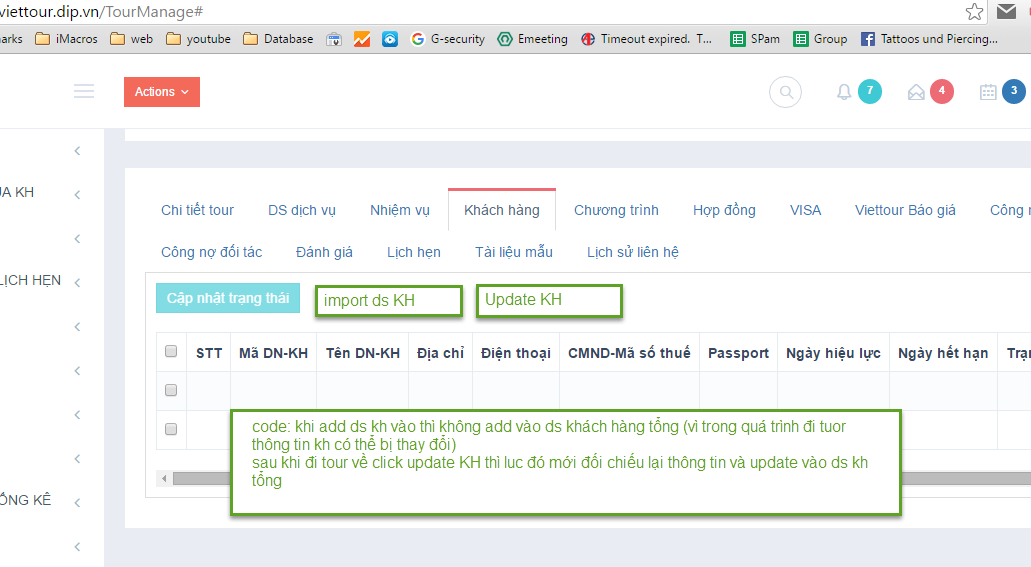 viettour.dip.vn/TourManage#
arks iMacros web youtube Database G-security Emeeting Timeout expired. T... SPam Group Tattoos und Piercing...
Actions 7 4 3
ỦA KH
LỊCH HẸN
ỐNG KÊ
Chi tiết tour DS dịch vụ Nhiệm vụ Khách hàng Chương trình Hợp đồng VISA Viettour Báo giá Công
Công nợ đối tác Đánh giá Lịch hẹn Tài liệu mẫu Lịch sử liên hệ
Cập nhật trạng thái import ds KH Update KH
STT Mã DN-KH Tên DN-KH Địa chỉ Điện thoại CMND-Mã số thuế Passport Ngày hiệu lực Ngày hết hạn Trạ
code: khi add ds kh vào thì không add vào ds khách hàng tổng (vì trong quá trình đi tuor
thông tin kh có thể bị thay đổi)
sau khi đi tour về click update KH thì luc đó mới đối chiếu lại thông tin và update vào ds kh
tổng